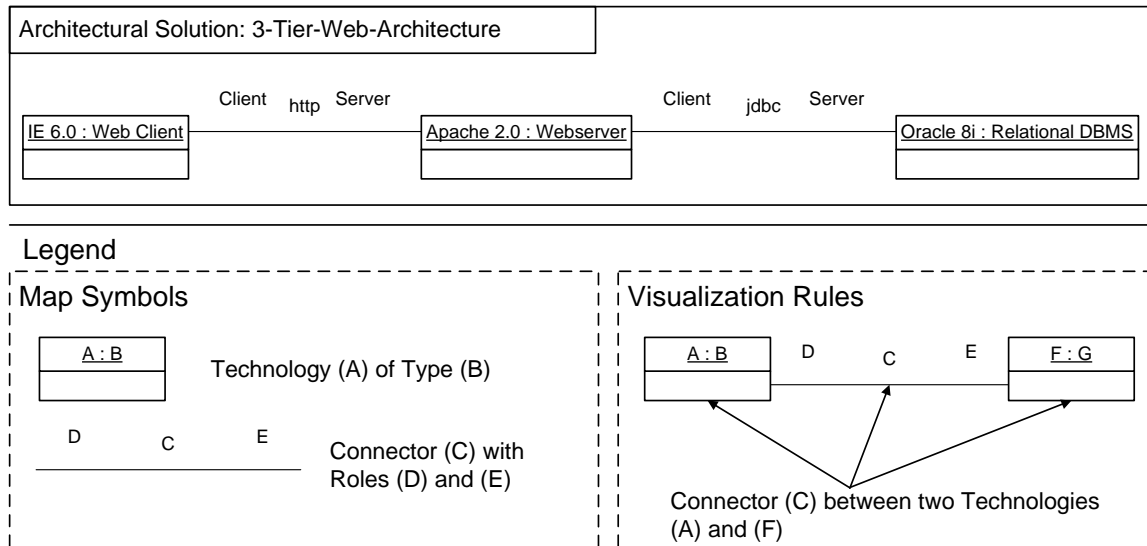 Architectural Solution: 3-Tier-Web-Architecture
Client http Server
Client jdbc Server
IE 6.0 : Web Client
Apache 2.0 : Webserver
Oracle 8i : Relational DBMS
Legend
Map Symbols
A : B
Technology (A) of Type (B)
D C E
Connector (C) with
Roles (D) and (E)
Visualization Rules
A : B
D C E
F : G
Connector (C) between two Technologies
(A) and (F)